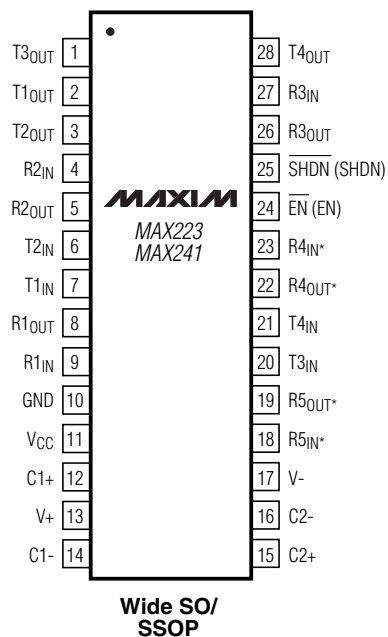 T3OUT 1 28 T4OUT
T1OUT 2 27 R3IN
T2OUT 3 26 R3OUT
R2IN 4 25 SHDN (SHDN)
R2OUT 5 MAXIM 24 EN (EN)
T2IN 6 MAX223 23 R4IN*
T1IN 7 MAX241 22 R4OUT*
R1OUT 8 21 T4IN
R1IN 9 20 T3IN
GND 10 19 R5OUT*
VCC 11 18 R5IN*
C1+ 12 17 V-
V+ 13 16 C2-
C1- 14 15 C2+
Wide SO/
SSOP